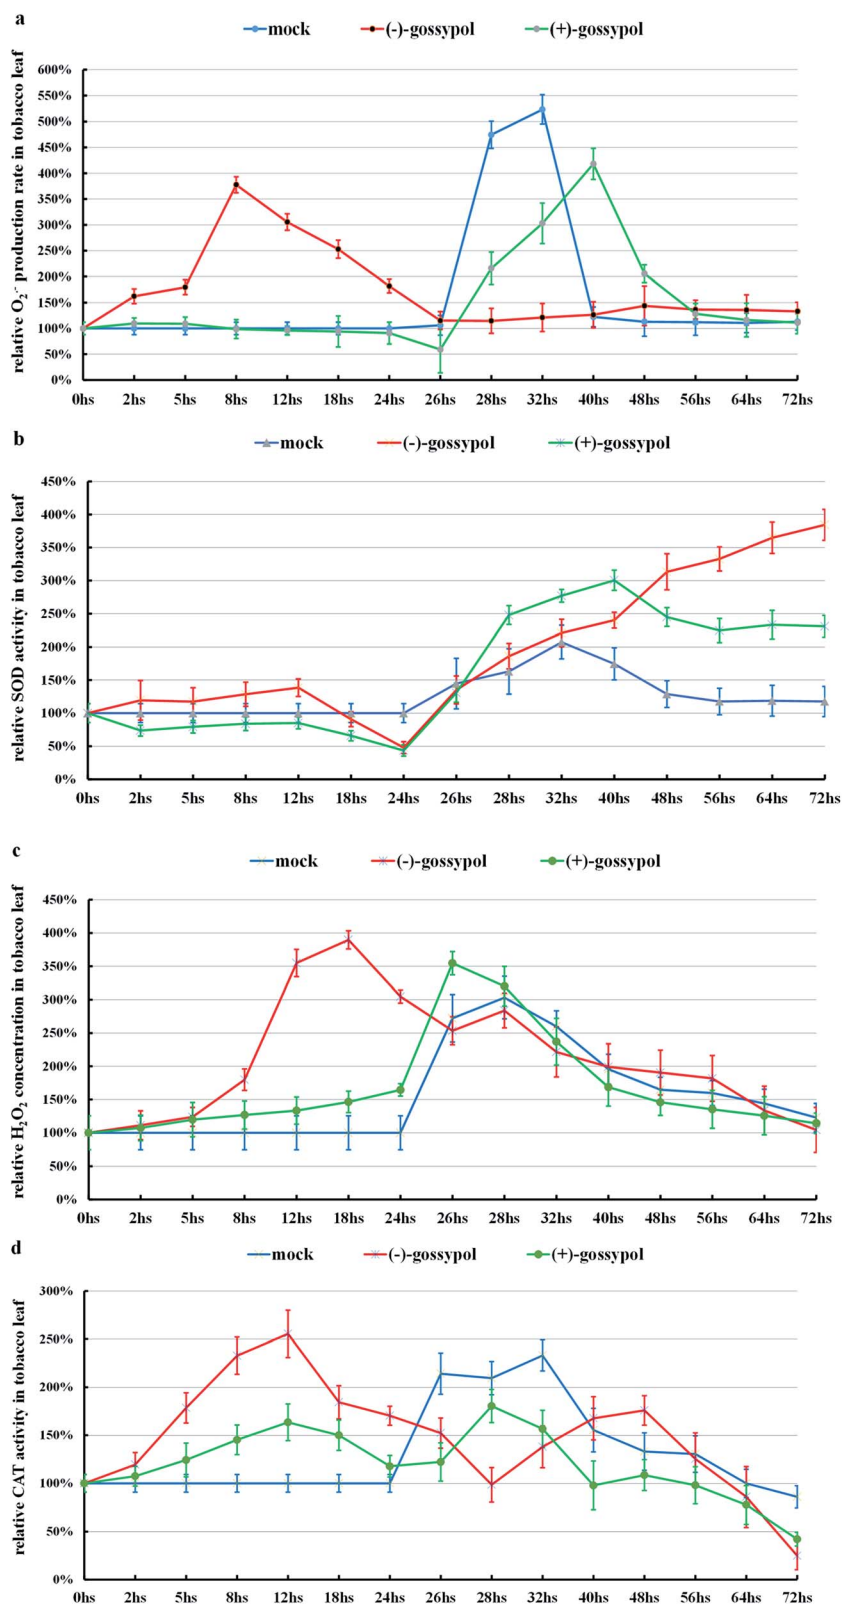 a
mock (-)-gossypol (+)-gossypol
relative O₂·⁻ production rate in tobacco leaf
600%
550%
500%
450%
400%
350%
300%
250%
200%
150%
100%
50%
0%
0hs 2hs 5hs 8hs 12hs 18hs 24hs 26hs 28hs 32hs 40hs 48hs 56hs 64hs 72hs
b
mock (-)-gossypol (+)-gossypol
relative SOD activity in tobacco leaf
450%
400%
350%
300%
250%
200%
150%
100%
50%
0%
0hs 2hs 5hs 8hs 12hs 18hs 24hs 26hs 28hs 32hs 40hs 48hs 56hs 64hs 72hs
c
mock (-)-gossypol (+)-gossypol
relative H₂O₂ concentration in tobacco leaf
450%
400%
350%
300%
250%
200%
150%
100%
50%
0%
0hs 2hs 5hs 8hs 12hs 18hs 24hs 26hs 28hs 32hs 40hs 48hs 56hs 64hs 72hs
d
mock (-)-gossypol (+)-gossypol
relative CAT activity in tobacco leaf
300%
250%
200%
150%
100%
50%
0%
0hs 2hs 5hs 8hs 12hs 18hs 24hs 26hs 28hs 32hs 40hs 48hs 56hs 64hs 72hs